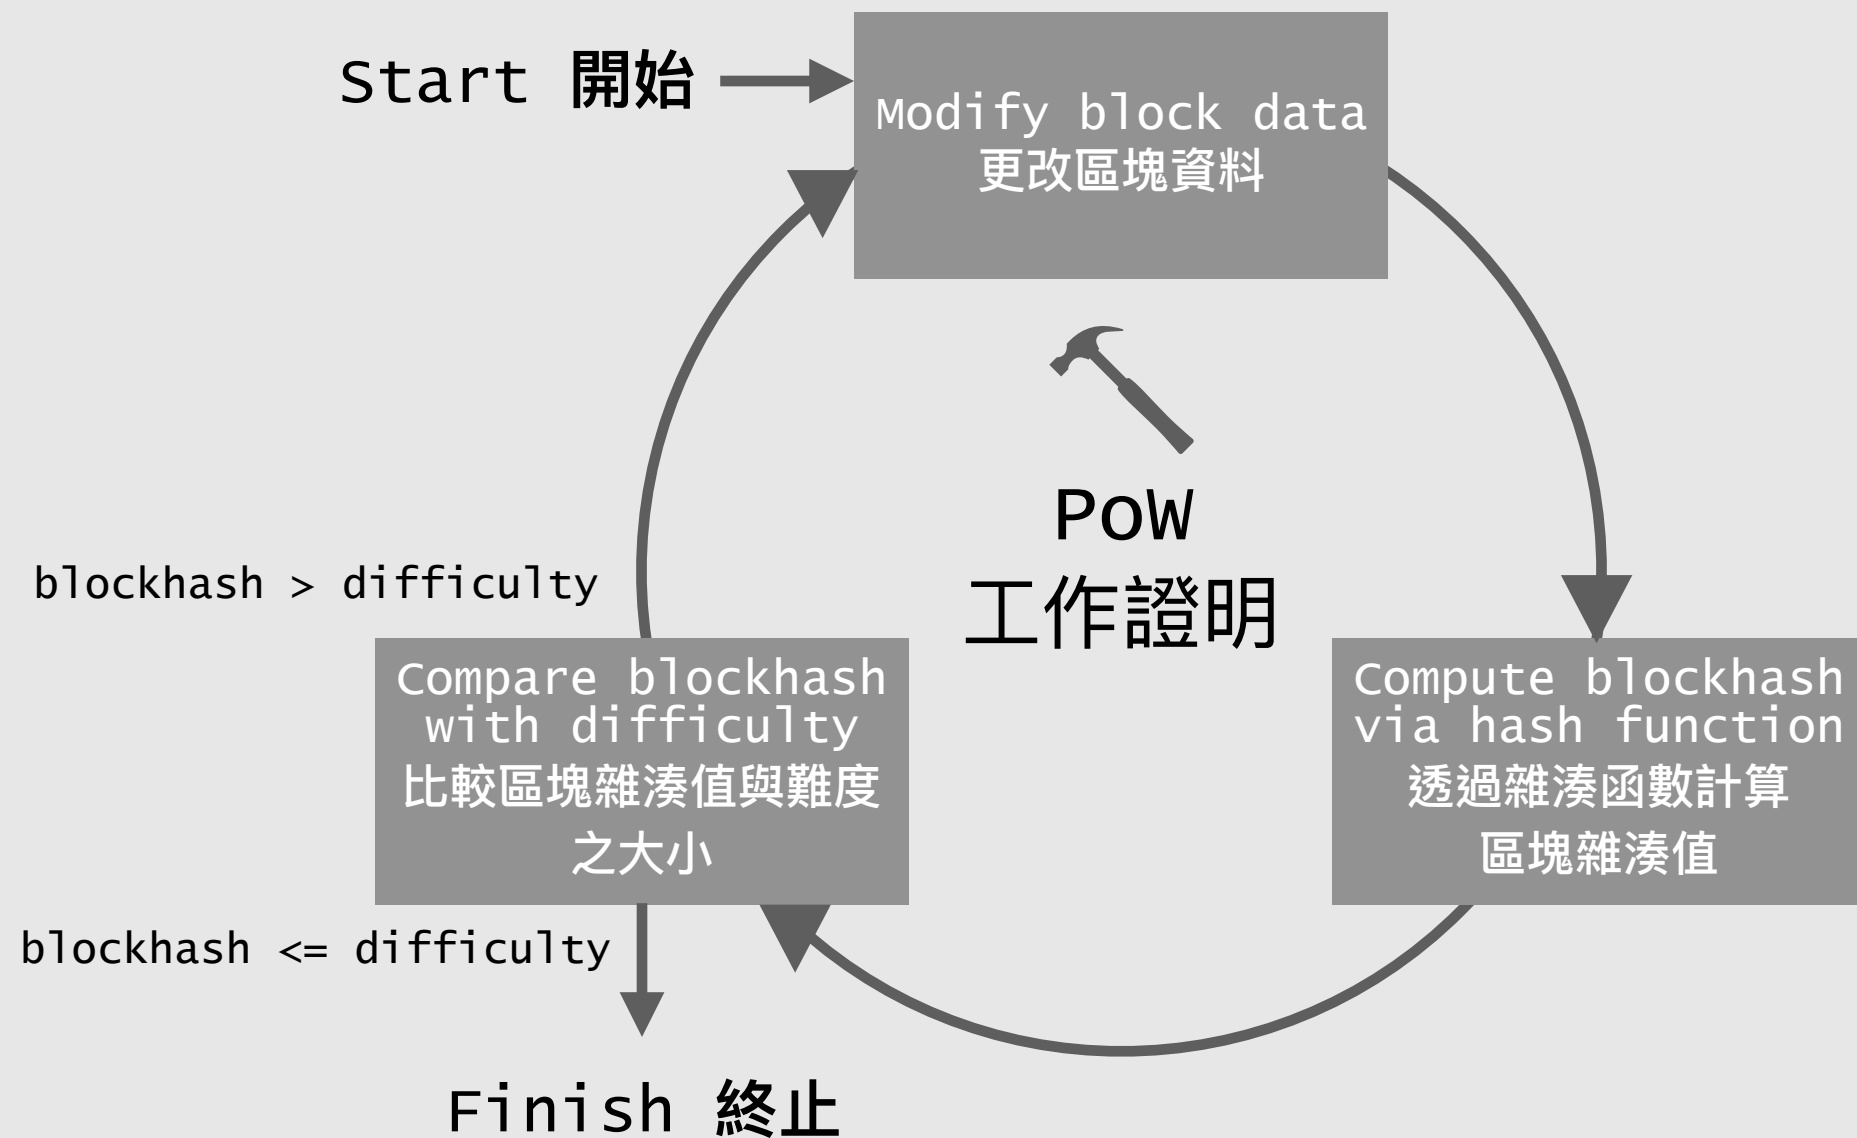 Start 開始
Modify block data
更改區塊資料
PoW
工作證明
blockhash > difficulty
Compare blockhash
with difficulty
比較區塊雜湊值與難度
之大小
Compute blockhash
via hash function
透過雜湊函數計算
區塊雜湊值
blockhash <= difficulty
Finish 終止